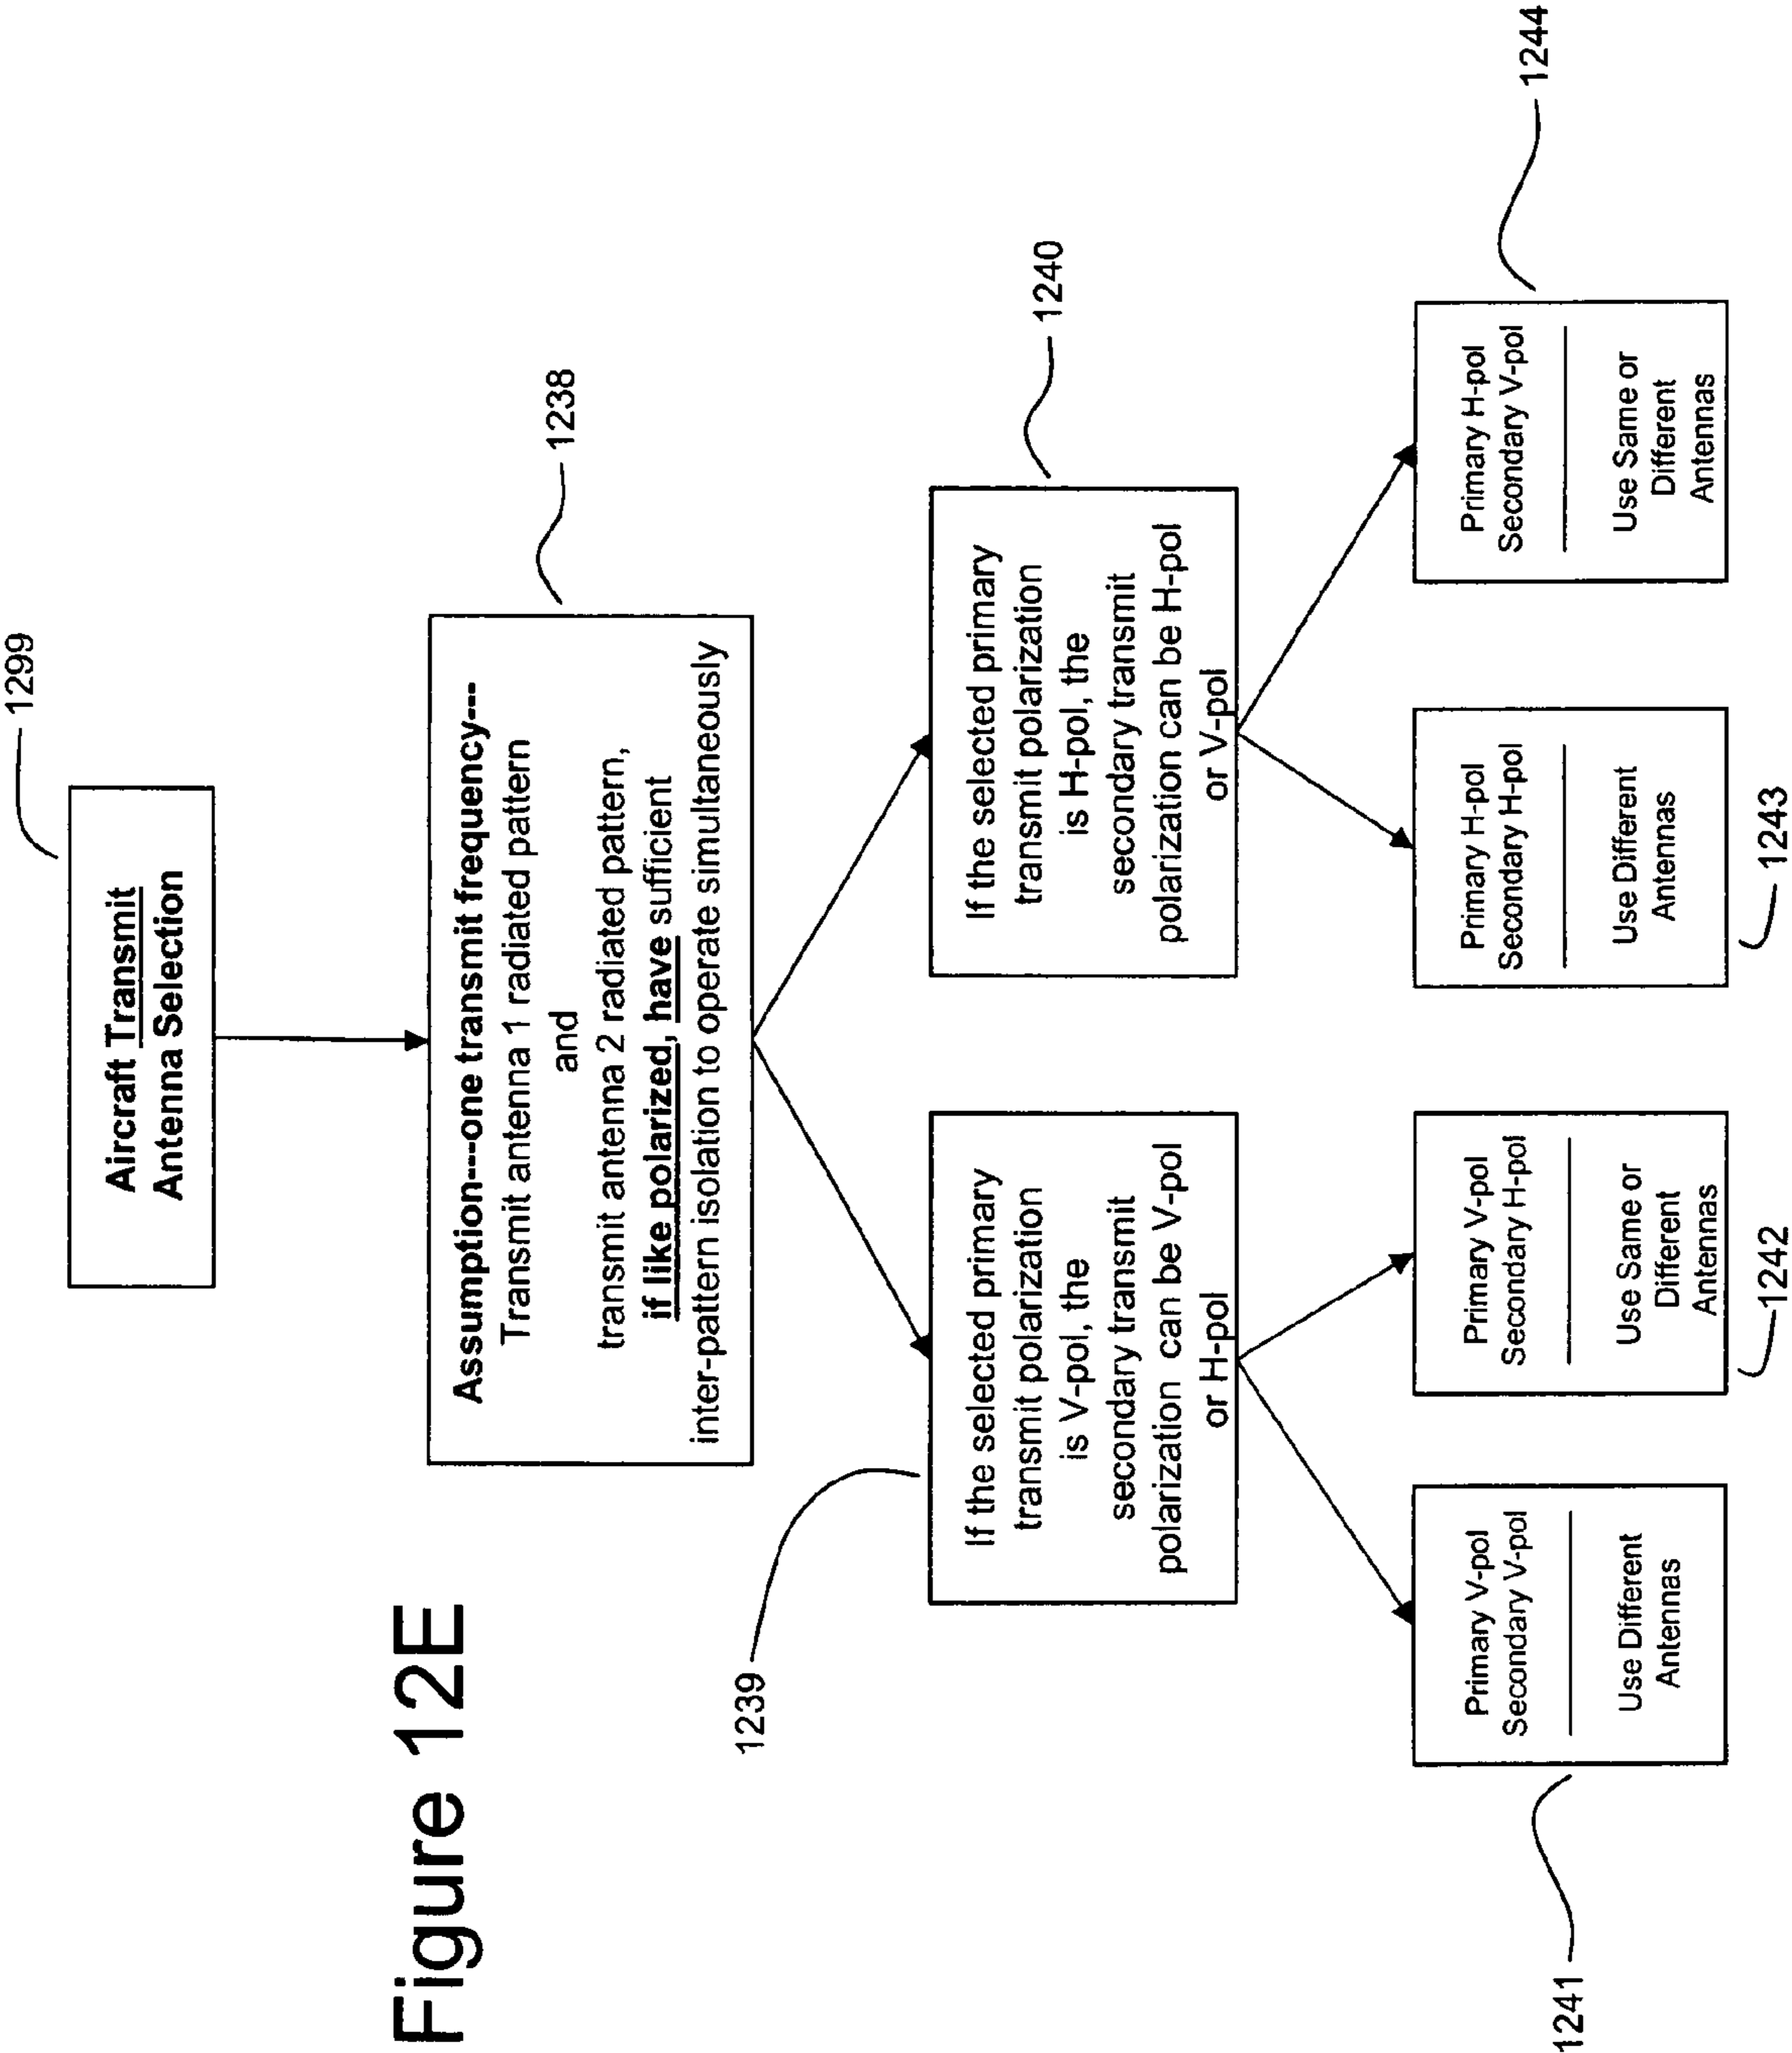 Figure 12E
1299
Aircraft Transmit
Antenna Selection
1238
Assumption---one transmit frequency---
Transmit antenna 1 radiated pattern
and
transmit antenna 2 radiated pattern,
if like polarized, have sufficient
inter-pattern isolation to operate simultaneously
1239
If the selected primary
transmit polarization
is V-pol, the
secondary transmit
polarization can be V-pol
or H-pol
1240
If the selected primary
transmit polarization
is H-pol, the
secondary transmit
polarization can be H-pol
or V-pol
1241
Primary V-pol
Secondary V-pol
Use Different
Antennas
Primary V-pol
Secondary H-pol
Use Same or
Different
Antennas
1242
Primary H-pol
Secondary H-pol
Use Different
Antennas
1243
1244
Primary H-pol
Secondary V-pol
Use Same or
Different
Antennas